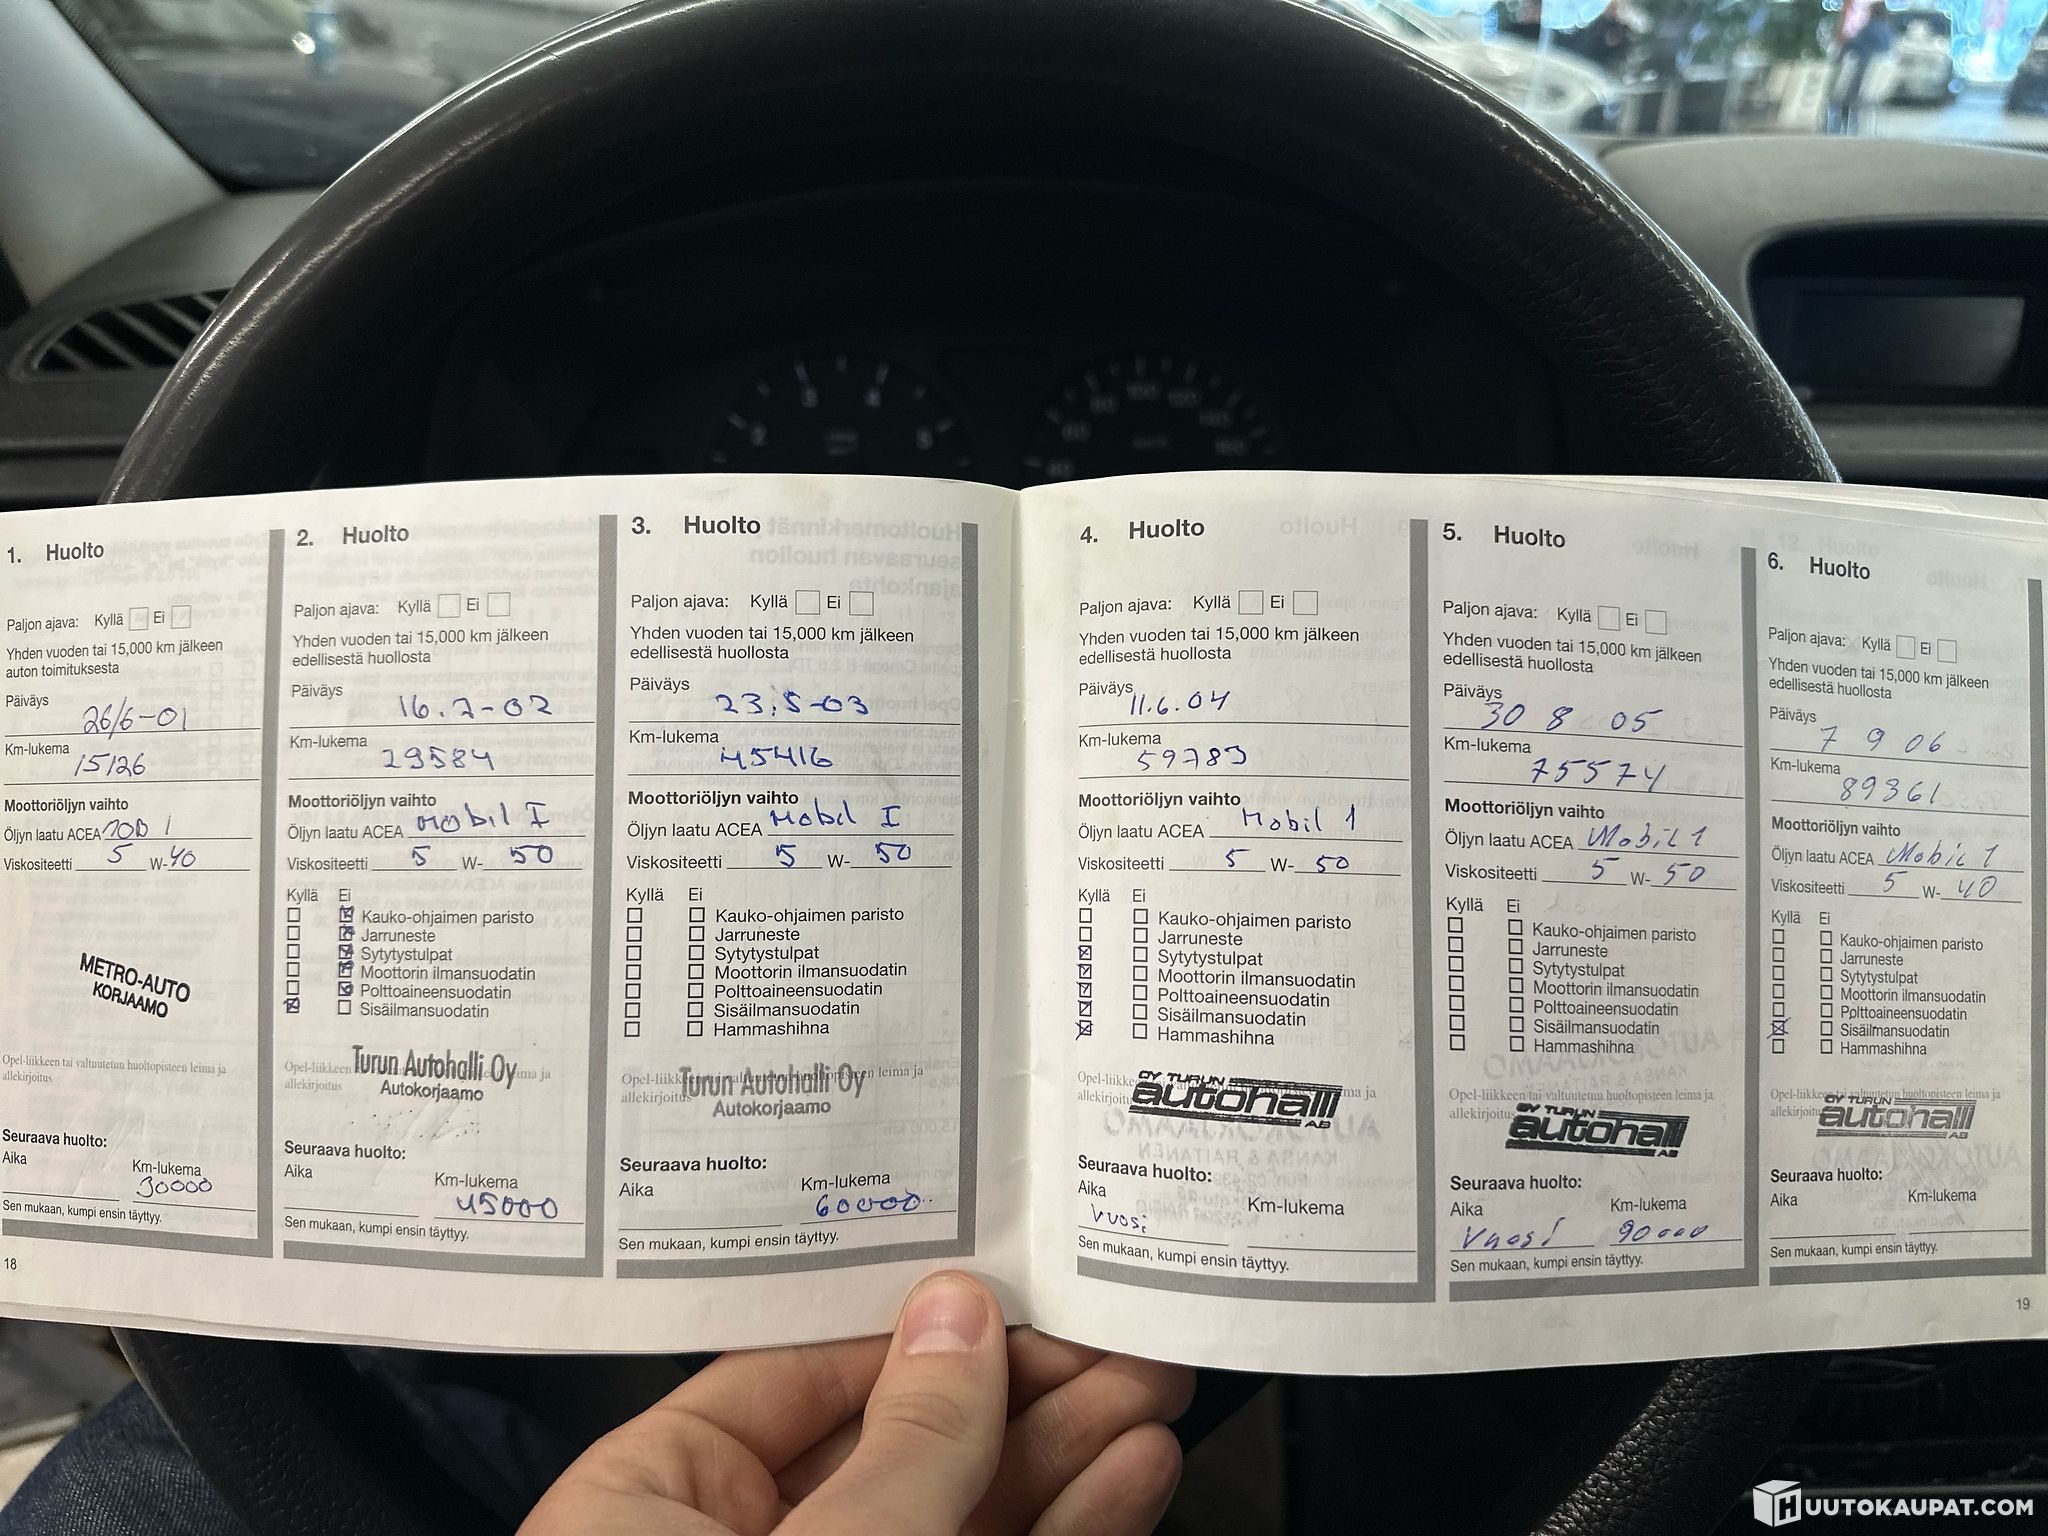 1. Huolto
Paljon ajava: Kyllä Ei
Yhden vuoden tai 15,000 km jälkeen
auton toimituksesta
Päiväys 26/6-01
Km-lukema 15126
Moottoriöljyn vaihto
Öljyn laatu ACEA MOB 1
Viskositeetti 5 W-40
METRO-AUTO
KORJAAMO
Opel-liikkeen tai valtuutetun huoltopisteen leima ja
allekirjoitus
Seuraava huolto:
Aika Km-lukema
30000
Sen mukaan, kumpi ensin täyttyy.
18
2. Huolto
Paljon ajava: Kyllä Ei
Yhden vuoden tai 15,000 km jälkeen
edellisestä huollosta
Päiväys 16.7-02
Km-lukema 29584
Moottoriöljyn vaihto
Öljyn laatu ACEA Mobil I
Viskositeetti 5 W-50
Kyllä Ei
Kauko-ohjaimen paristo
Jarruneste
Sytytystulpat
Moottorin ilmansuodatin
Polttoaineensuodatin
Sisäilmansuodatin
Turun Autohalli Oy
Autokorjaamo
Seuraava huolto:
Aika Km-lukema
45000
Sen mukaan, kumpi ensin täyttyy.
3. Huolto
Paljon ajava: Kyllä Ei
Yhden vuoden tai 15,000 km jälkeen
edellisestä huollosta
Päiväys 23.5-03
Km-lukema 45416
Moottoriöljyn vaihto
Öljyn laatu ACEA Mobil I
Viskositeetti 5 W-50
Kyllä Ei
Kauko-ohjaimen paristo
Jarruneste
Sytytystulpat
Moottorin ilmansuodatin
Polttoaineensuodatin
Sisäilmansuodatin
Hammashihna
Opel-liikkeen tai valtuutetun huoltopisteen leima ja
allekirjoitus
Turun Autohalli Oy
Autokorjaamo
Seuraava huolto:
Aika Km-lukema
60000
Sen mukaan, kumpi ensin täyttyy.
4. Huolto
Paljon ajava: Kyllä Ei
Yhden vuoden tai 15,000 km jälkeen
edellisestä huollosta
Päiväys 11.6.04
Km-lukema 59783
Moottoriöljyn vaihto
Öljyn laatu ACEA Mobil 1
Viskositeetti 5 W-50
Kyllä Ei
Kauko-ohjaimen paristo
Jarruneste
Sytytystulpat
Moottorin ilmansuodatin
Polttoaineensuodatin
Sisäilmansuodatin
Hammashihna
OY TURUN
autohalli
AB
Seuraava huolto:
Aika Km-lukema
Vuosi
Sen mukaan, kumpi ensin täyttyy.
5. Huolto
Paljon ajava: Kyllä Ei
Yhden vuoden tai 15,000 km jälkeen
edellisestä huollosta
Päiväys 30 8 05
Km-lukema 75574
Moottoriöljyn vaihto
Öljyn laatu ACEA Mobil 1
Viskositeetti 5 W-50
Kyllä Ei
Kauko-ohjaimen paristo
Jarruneste
Sytytystulpat
Moottorin ilmansuodatin
Polttoaineensuodatin
Sisäilmansuodatin
Hammashihna
Opel-liikkeen tai valtuutetun huoltopisteen leima ja
allekirjoitus
OY TURUN
autohalli
AB
Seuraava huolto:
Aika Km-lukema
Vuosi 90000
Sen mukaan, kumpi ensin täyttyy.
6. Huolto
Paljon ajava: Kyllä Ei
Yhden vuoden tai 15,000 km jälkeen
edellisestä huollosta
Päiväys 7 9 06
Km-lukema 89361
Moottoriöljyn vaihto
Öljyn laatu ACEA Mobil 1
Viskositeetti 5 W-40
Kyllä Ei
Kauko-ohjaimen paristo
Jarruneste
Sytytystulpat
Moottorin ilmansuodatin
Polttoaineensuodatin
Sisäilmansuodatin
Hammashihna
Opel-liikkeen tai valtuutetun huoltopisteen leima ja
allekirjoitus
OY TURUN
autohalli
AB
Seuraava huolto:
Aika Km-lukema
Sen mukaan, kumpi ensin täyttyy.
19
HUUTOKAUPAT.COM